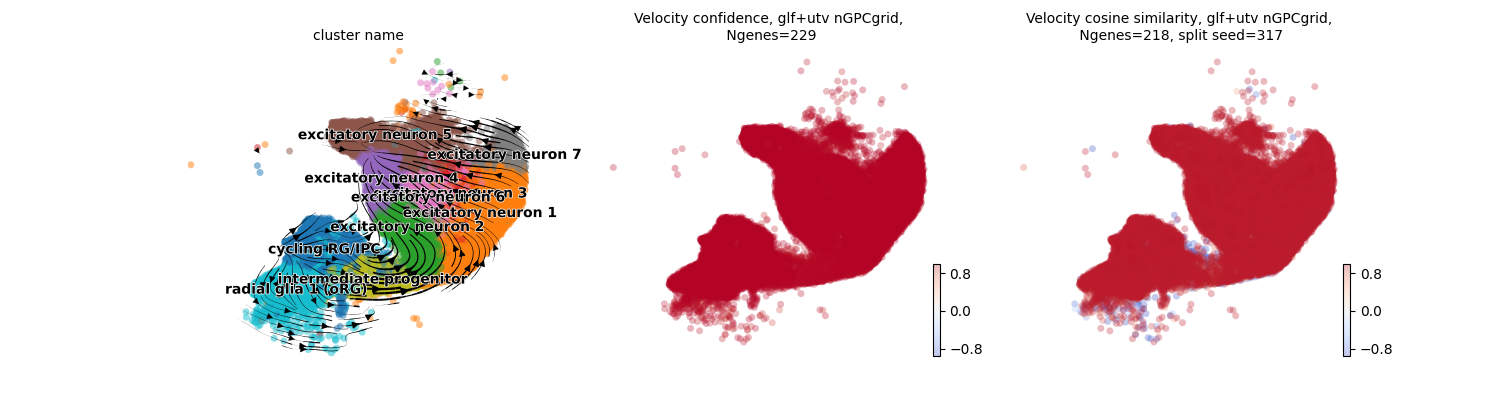 cluster name
excitatory neuron 5
excitatory neuron 7
excitatory neuron 4
excitatory neuron 3
excitatory neuron 6
excitatory neuron 1
excitatory neuron 2
cycling RG/IPC
intermediate progenitor
radial glia 1 (oRG)
Velocity confidence, glf+utv nGPCgrid,
Ngenes=229
0.8
0.0
−0.8
Velocity cosine similarity, glf+utv nGPCgrid,
Ngenes=218, split seed=317
0.8
0.0
−0.8